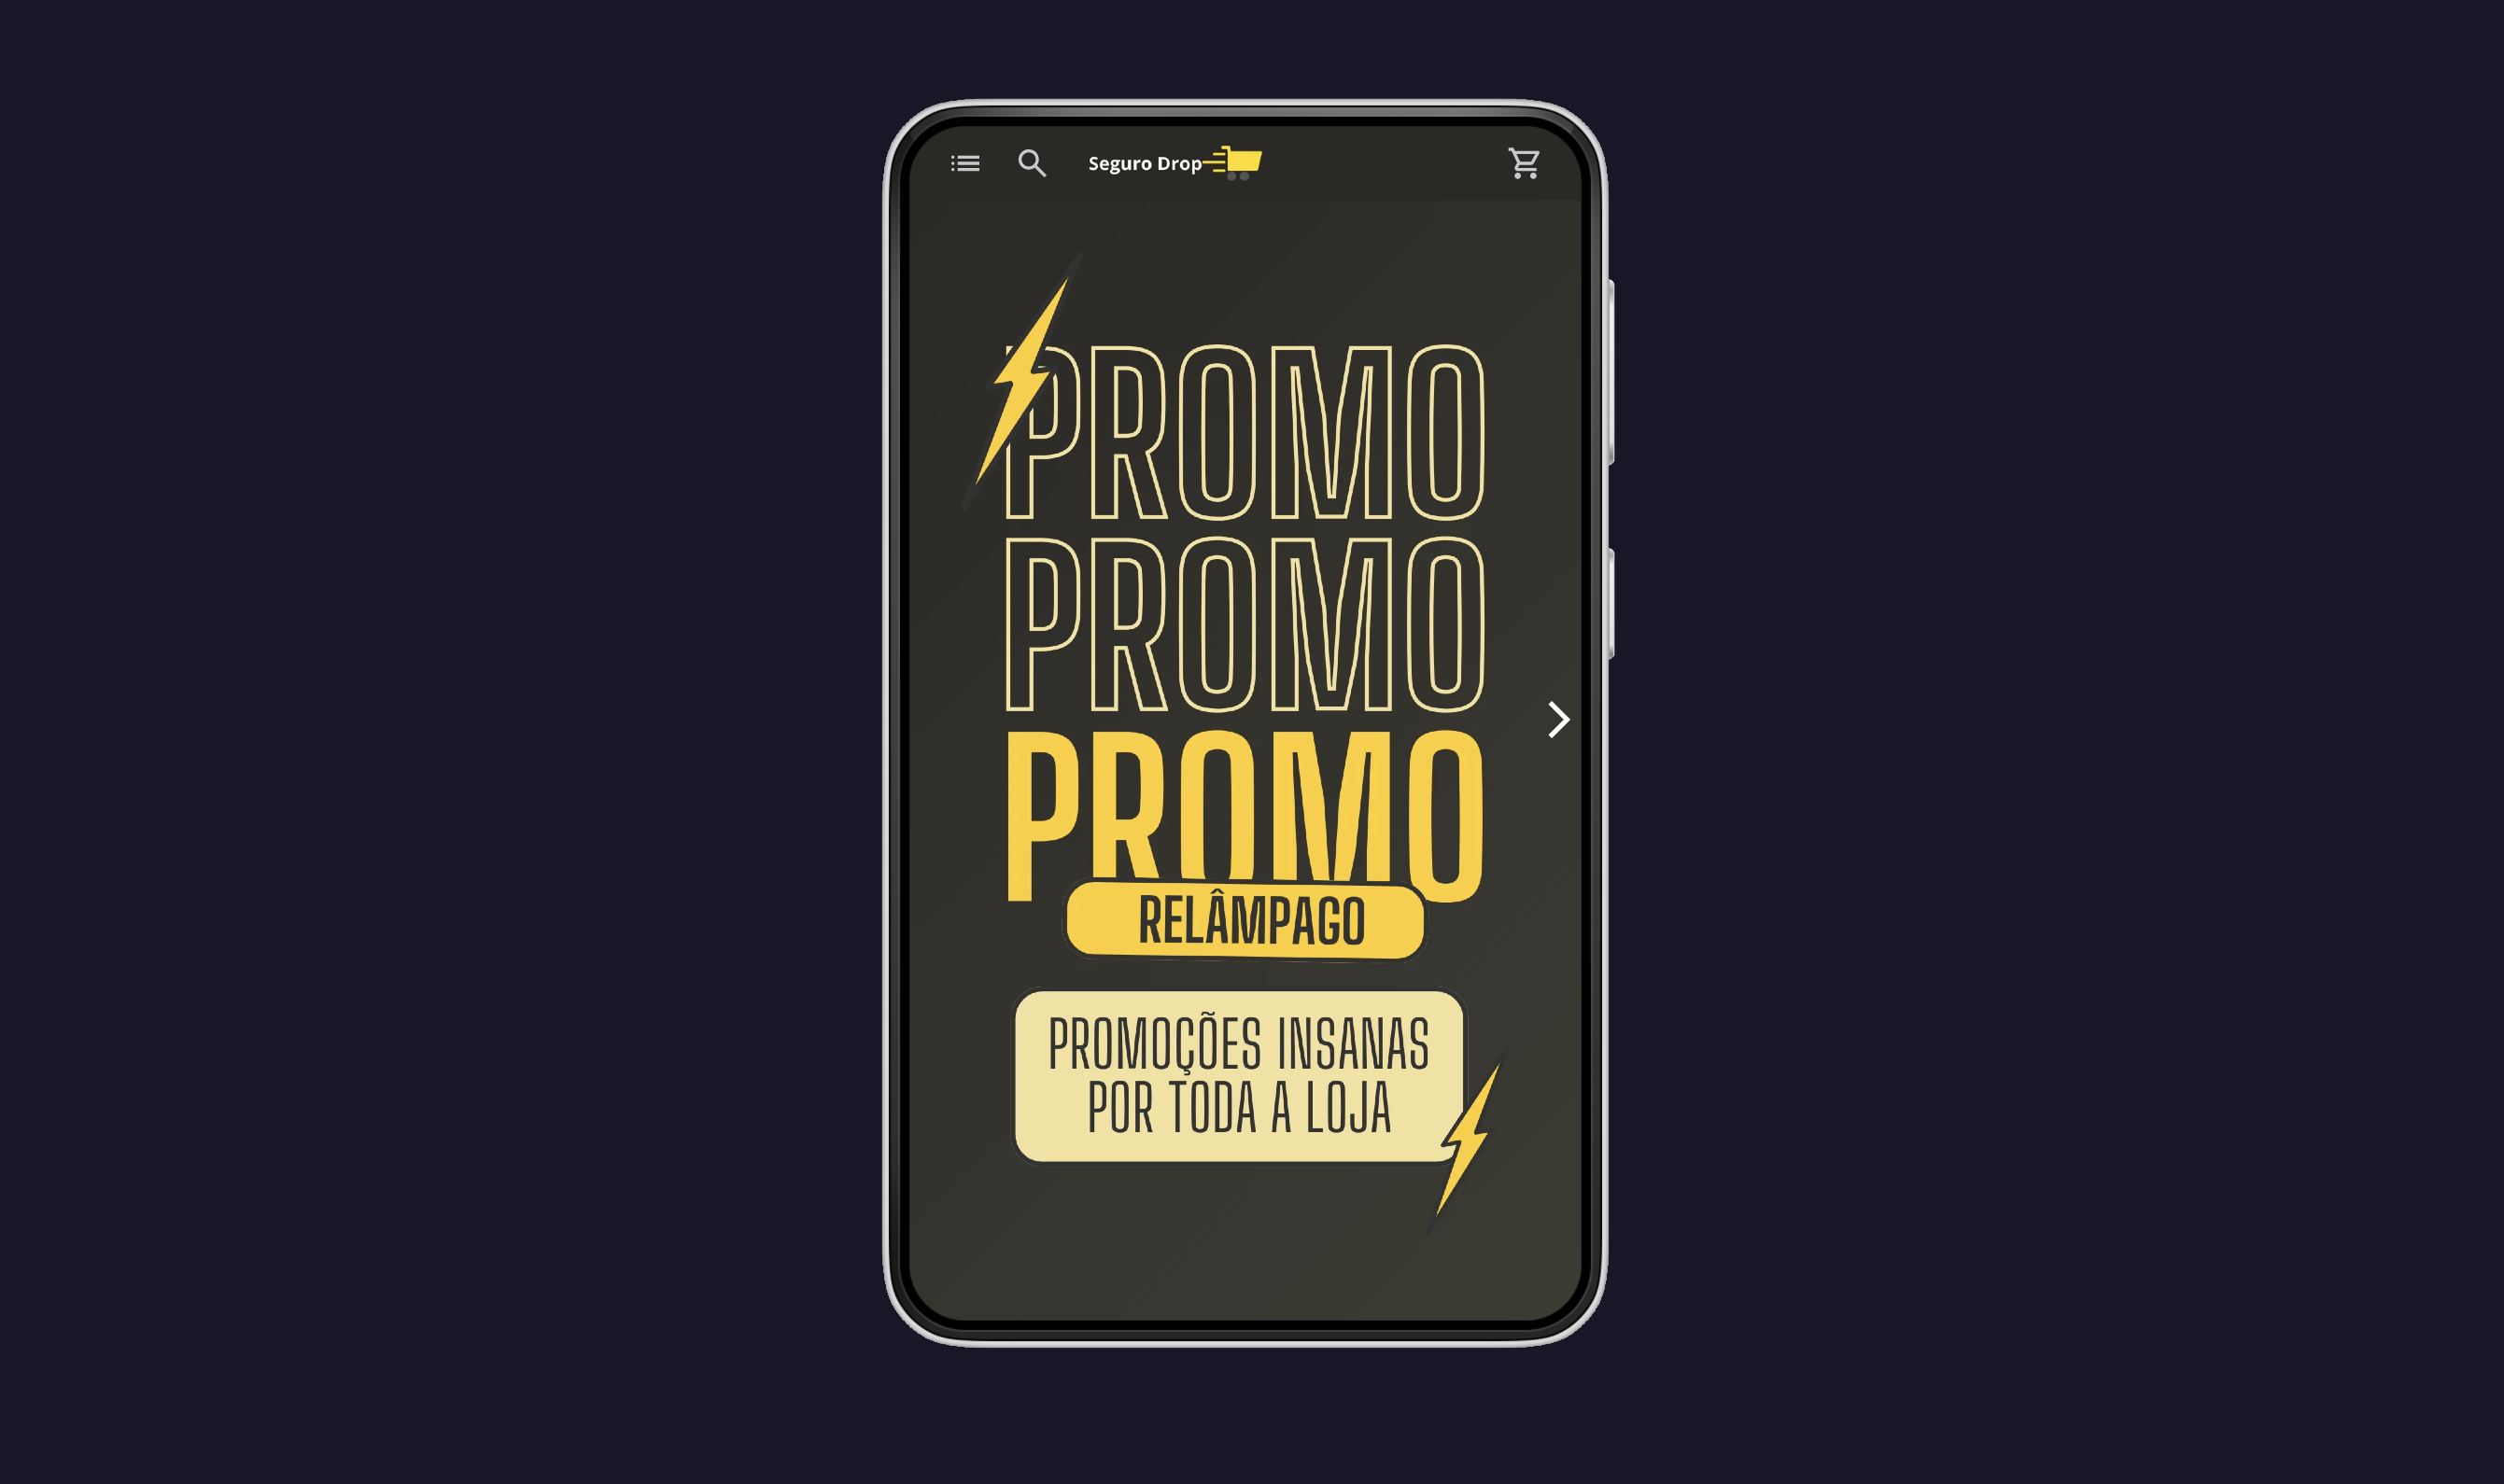 Seguro Drop
PROMO
PROMO
PROMO
RELÂMPAGO
PROMOÇÕES INSANAS
POR TODA A LOJA